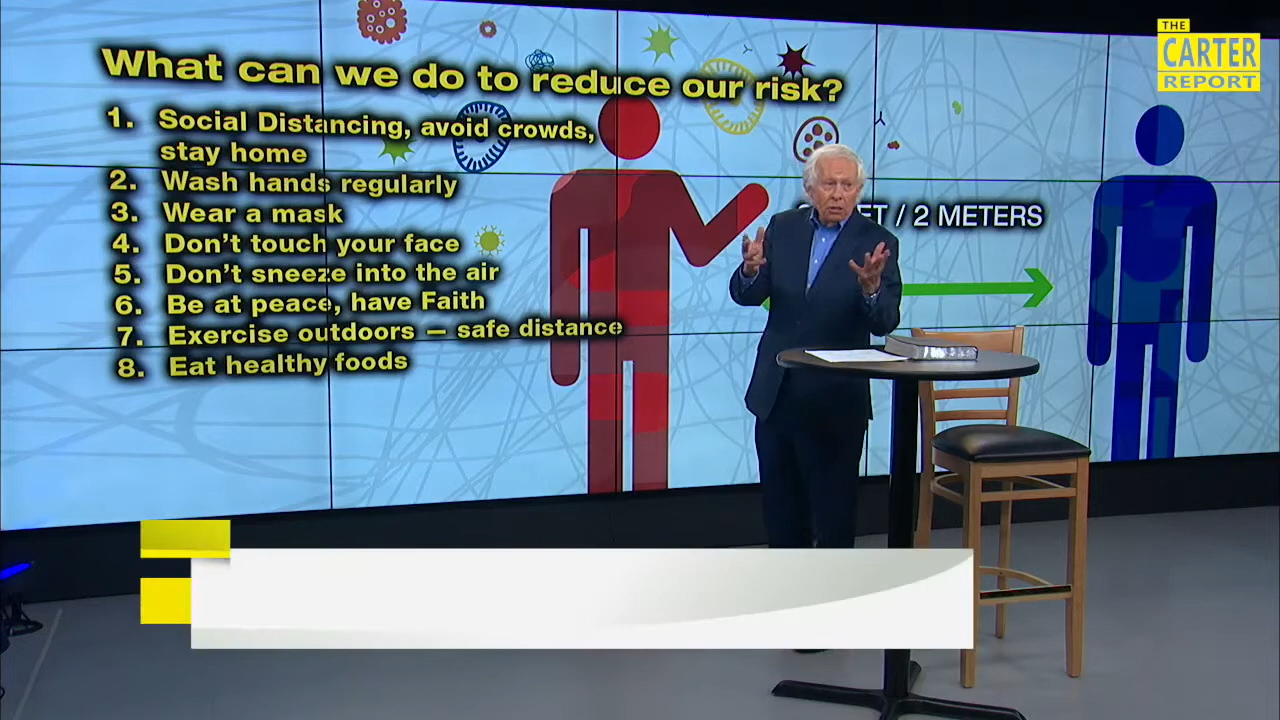 THE
CARTER
REPORT
What can we do to reduce our risk?
1. Social Distancing, avoid crowds,
stay home
2. Wash hands regularly
3. Wear a mask
4. Don't touch your face
5. Don't sneeze into the air
6. Be at peace, have Faith
7. Exercise outdoors — safe distance
8. Eat healthy foods
/ 2 METERS